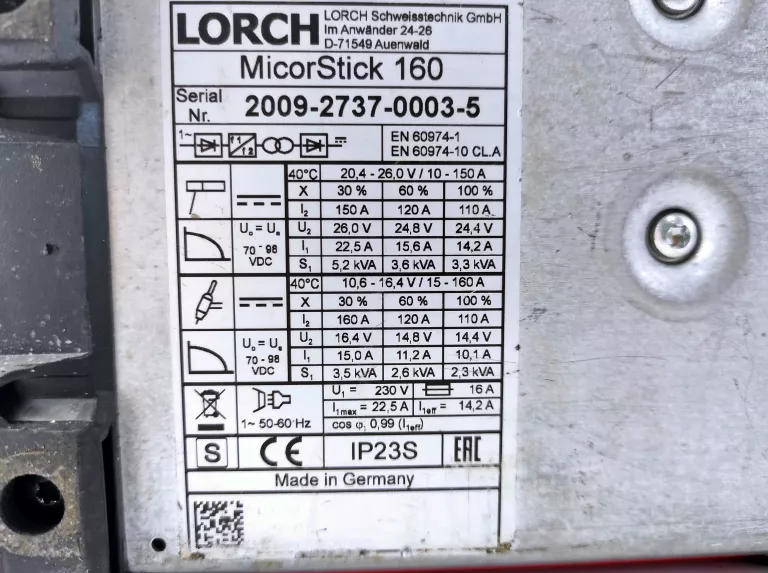 LORCH
LORCH Schweisstechnik GmbH
Im Anwänder 24-26
D-71549 Auenwald
MicorStick 160
Serial Nr. 2009-2737-0003-5
1~ f1 f2
EN 60974-1
EN 60974-10 CL.A
40°C 20,4 - 26,0 V / 10 - 150 A
X 30 % 60 % 100 %
I2 150 A 120 A 110 A
U0 = Us 70 - 98 VDC
U2 26,0 V 24,8 V 24,4 V
I1 22,5 A 15,6 A 14,2 A
S1 5,2 kVA 3,6 kVA 3,3 kVA
40°C 10,6 - 16,4 V / 15 - 160 A
X 30 % 60 % 100 %
I2 160 A 120 A 110 A
U0 = Us 70 - 98 VDC
U2 16,4 V 14,8 V 14,4 V
I1 15,0 A 11,2 A 10,1 A
S1 3,5 kVA 2,6 kVA 2,3 kVA
1~ 50-60 Hz
U1 = 230 V 16 A
I1max = 22,5 A I1eff = 14,2 A
cos φ 0,99 (I1eff)
S CE IP23S EAC
Made in Germany